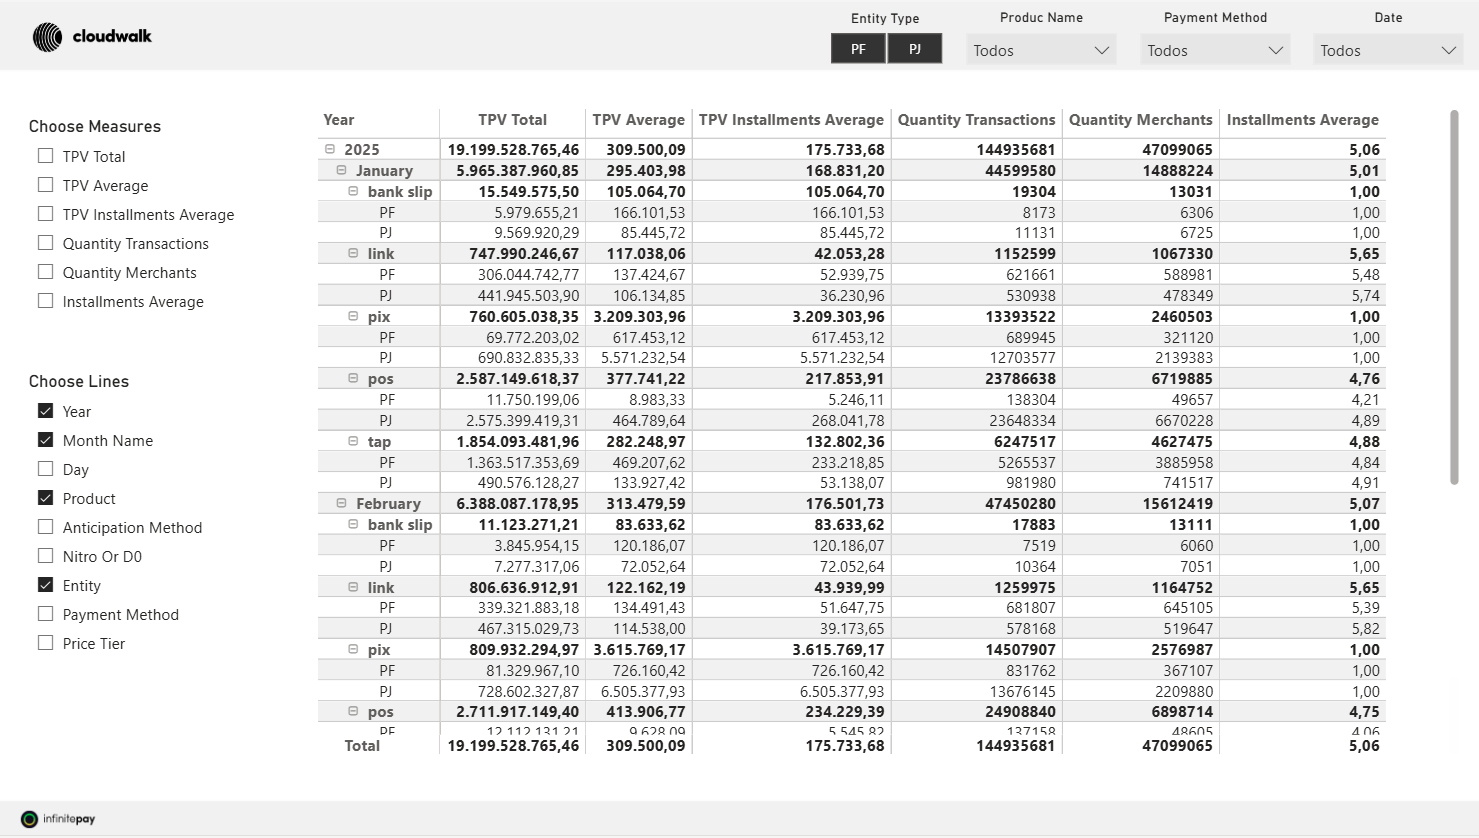 cloudwalk
Entity Type Produc Name Payment Method Date
PF PJ Todos Todos Todos
Choose Measures
TPV Total
TPV Average
TPV Installments Average
Quantity Transactions
Quantity Merchants
Installments Average
Choose Lines
Year
Month Name
Day
Product
Anticipation Method
Nitro Or D0
Entity
Payment Method
Price Tier
Year TPV Total TPV Average TPV Installments Average Quantity Transactions Quantity Merchants Installments Average
2025 19.199.528.765,46 309.500,09 175.733,68 144935681 47099065 5,06
January 5.965.387.960,85 295.403,98 168.831,20 44599580 14888224 5,01
bank slip 15.549.575,50 105.064,70 105.064,70 19304 13031 1,00
PF 5.979.655,21 166.101,53 166.101,53 8173 6306 1,00
PJ 9.569.920,29 85.445,72 85.445,72 11131 6725 1,00
link 747.990.246,67 117.038,06 42.053,28 1152599 1067330 5,65
PF 306.044.742,77 137.424,67 52.939,75 621661 588981 5,48
PJ 441.945.503,90 106.134,85 36.230,96 530938 478349 5,74
pix 760.605.038,35 3.209.303,96 3.209.303,96 13393522 2460503 1,00
PF 69.772.203,02 617.453,12 617.453,12 689945 321120 1,00
PJ 690.832.835,33 5.571.232,54 5.571.232,54 12703577 2139383 1,00
pos 2.587.149.618,37 377.741,22 217.853,91 23786638 6719885 4,76
PF 11.750.199,06 8.983,33 5.246,11 138304 49657 4,21
PJ 2.575.399.419,31 464.789,64 268.041,78 23648334 6670228 4,89
tap 1.854.093.481,96 282.248,97 132.802,36 6247517 4627475 4,88
PF 1.363.517.353,69 469.207,62 233.218,85 5265537 3885958 4,84
PJ 490.576.128,27 133.927,42 53.138,07 981980 741517 4,91
February 6.388.087.178,95 313.479,59 176.501,73 47450280 15612419 5,07
bank slip 11.123.271,21 83.633,62 83.633,62 17883 13111 1,00
PF 3.845.954,15 120.186,07 120.186,07 7519 6060 1,00
PJ 7.277.317,06 72.052,64 72.052,64 10364 7051 1,00
link 806.636.912,91 122.162,19 43.939,99 1259975 1164752 5,65
PF 339.321.883,18 134.491,43 51.647,75 681807 645105 5,39
PJ 467.315.029,73 114.538,00 39.173,65 578168 519647 5,82
pix 809.932.294,97 3.615.769,17 3.615.769,17 14507907 2576987 1,00
PF 81.329.967,10 726.160,42 726.160,42 831762 367107 1,00
PJ 728.602.327,87 6.505.377,93 6.505.377,93 13676145 2209880 1,00
pos 2.711.917.149,40 413.906,77 234.229,39 24908840 6898714 4,75
PF 12.112.131,21 9.628,09 5.545,82 137158 48605 4,06
Total 19.199.528.765,46 309.500,09 175.733,68 144935681 47099065 5,06
infinitepay